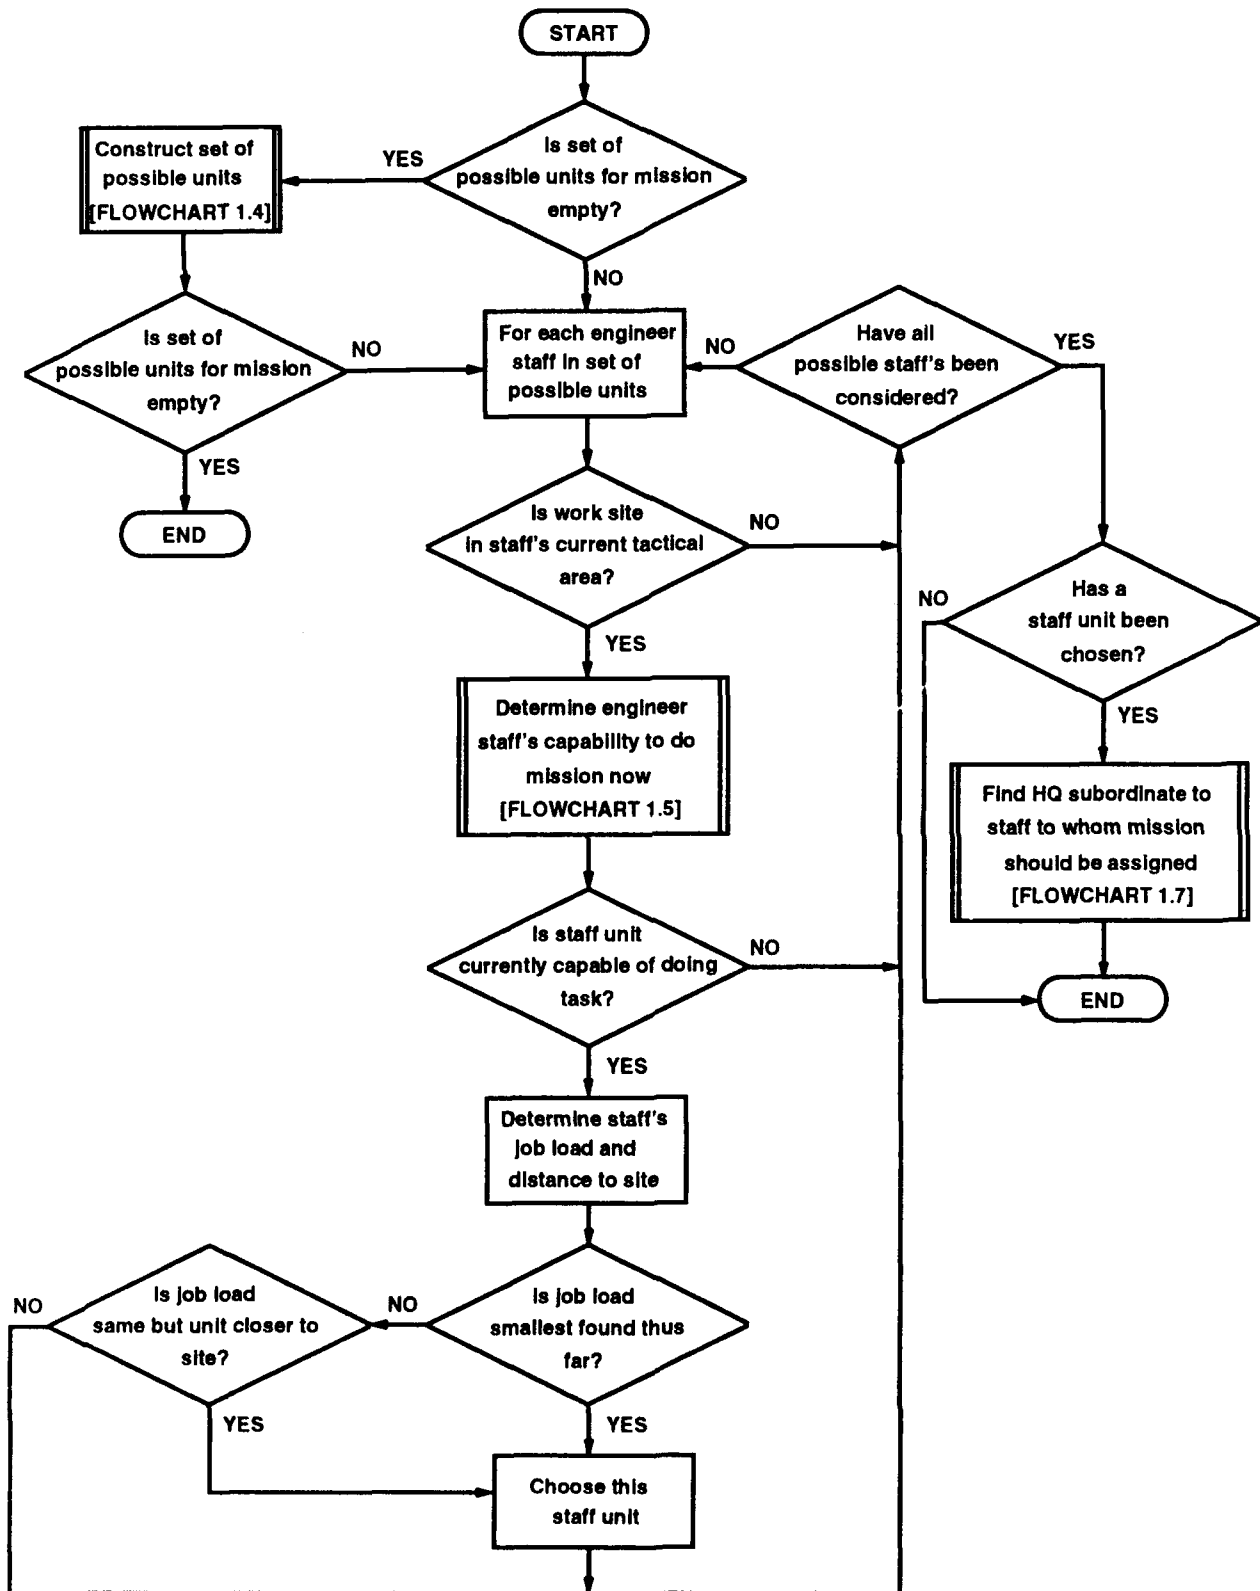 START
Is set of
possible units for mission
empty?
YES
Construct set of
possible units
[FLOWCHART 1.4]
NO
Is set of
possible units for mission
empty?
NO
YES
END
For each engineer
staff in set of
possible units
NO
Have all
possible staff's been
considered?
YES
Is work site
in staff's current tactical
area?
NO
YES
Has a
staff unit been
chosen?
NO
YES
Determine engineer
staff's capability to do
mission now
[FLOWCHART 1.5]
Find HQ subordinate to
staff to whom mission
should be assigned
[FLOWCHART 1.7]
END
Is staff unit
currently capable of doing
task?
NO
YES
Determine staff's
job load and
distance to site
Is job load
smallest found thus
far?
NO
YES
Is job load
same but unit closer to
site?
NO
YES
Choose this
staff unit